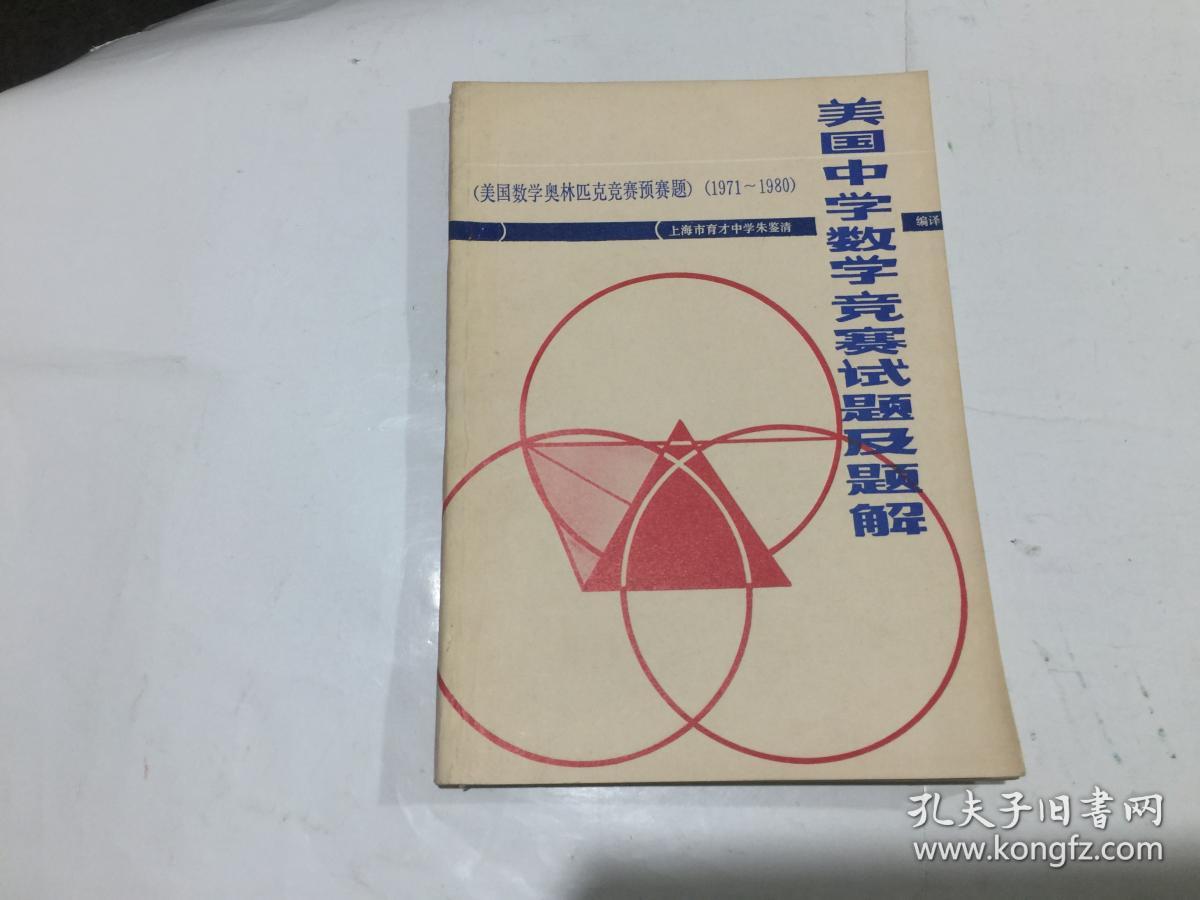 美国中学数学竞赛试题及题解
(美国数学奥林匹克竞赛预赛题) (1971～1980)
上海市育才中学朱鉴清
编译
孔夫子旧书网
www.kongfz.com